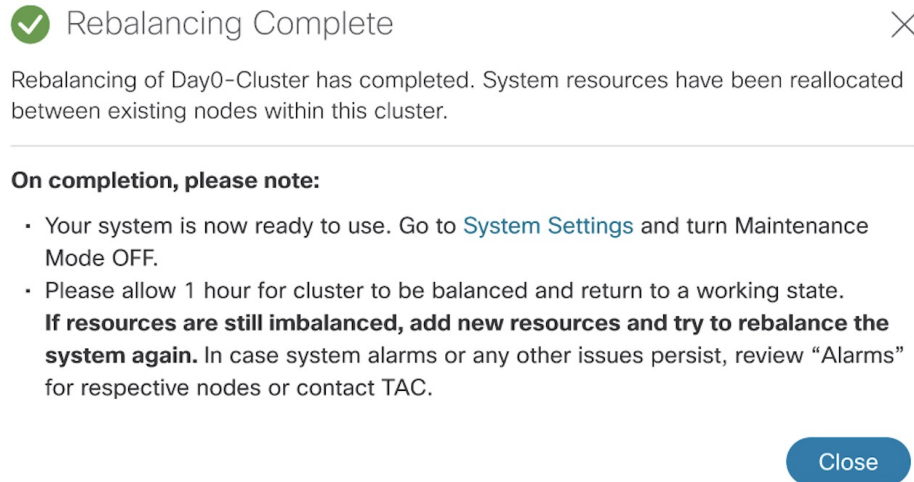 Rebalancing Complete
Rebalancing of Day0-Cluster has completed. System resources have been reallocated
between existing nodes within this cluster.
On completion, please note:
· Your system is now ready to use. Go to System Settings and turn Maintenance
Mode OFF.
· Please allow 1 hour for cluster to be balanced and return to a working state.
If resources are still imbalanced, add new resources and try to rebalance the
system again. In case system alarms or any other issues persist, review “Alarms”
for respective nodes or contact TAC.
Close